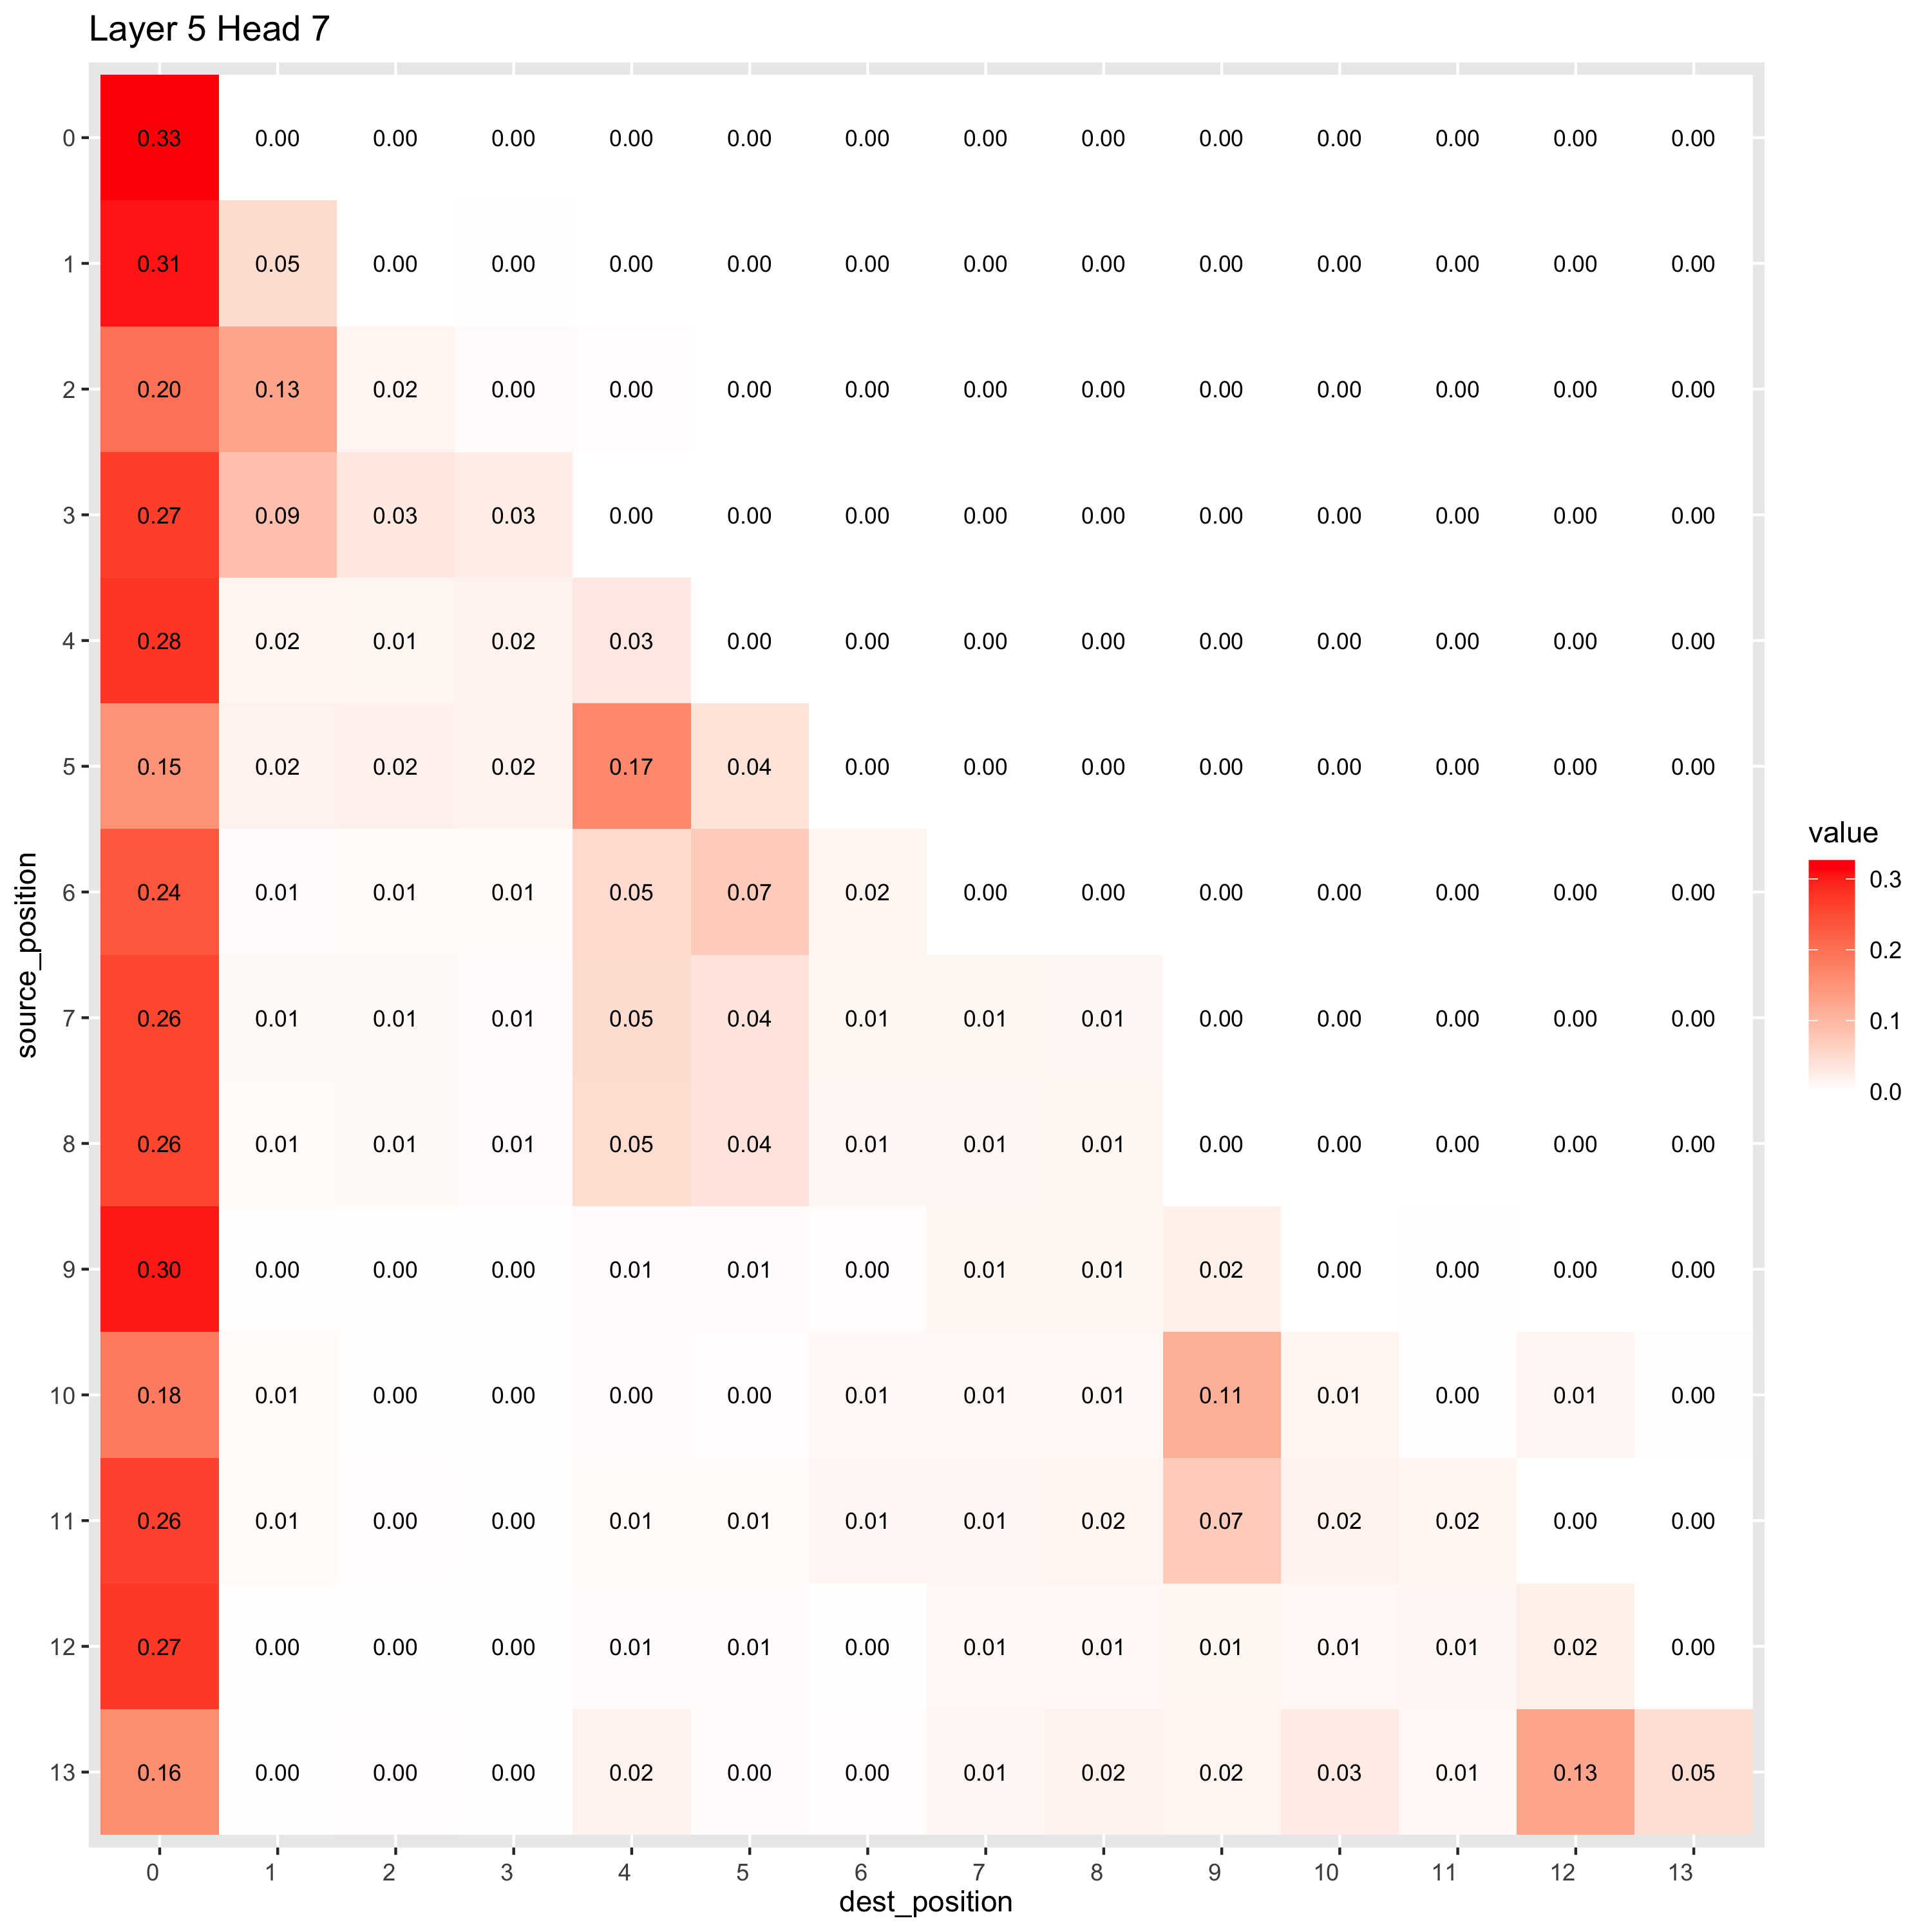 Layer 5 Head 7
0 0.33 0.00 0.00 0.00 0.00 0.00 0.00 0.00 0.00 0.00 0.00 0.00 0.00 0.00
1 0.31 0.05 0.00 0.00 0.00 0.00 0.00 0.00 0.00 0.00 0.00 0.00 0.00 0.00
2 0.20 0.13 0.02 0.00 0.00 0.00 0.00 0.00 0.00 0.00 0.00 0.00 0.00 0.00
3 0.27 0.09 0.03 0.03 0.00 0.00 0.00 0.00 0.00 0.00 0.00 0.00 0.00 0.00
4 0.28 0.02 0.01 0.02 0.03 0.00 0.00 0.00 0.00 0.00 0.00 0.00 0.00 0.00
5 0.15 0.02 0.02 0.02 0.17 0.04 0.00 0.00 0.00 0.00 0.00 0.00 0.00 0.00
6 0.24 0.01 0.01 0.01 0.05 0.07 0.02 0.00 0.00 0.00 0.00 0.00 0.00 0.00
7 0.26 0.01 0.01 0.01 0.05 0.04 0.01 0.01 0.01 0.00 0.00 0.00 0.00 0.00
8 0.26 0.01 0.01 0.01 0.05 0.04 0.01 0.01 0.01 0.00 0.00 0.00 0.00 0.00
9 0.30 0.00 0.00 0.00 0.01 0.01 0.00 0.01 0.01 0.02 0.00 0.00 0.00 0.00
10 0.18 0.01 0.00 0.00 0.00 0.00 0.01 0.01 0.01 0.11 0.01 0.00 0.01 0.00
11 0.26 0.01 0.00 0.00 0.01 0.01 0.01 0.01 0.02 0.07 0.02 0.02 0.00 0.00
12 0.27 0.00 0.00 0.00 0.01 0.01 0.00 0.01 0.01 0.01 0.01 0.01 0.02 0.00
13 0.16 0.00 0.00 0.00 0.02 0.00 0.00 0.01 0.02 0.02 0.03 0.01 0.13 0.05
0 1 2 3 4 5 6 7 8 9 10 11 12 13
dest_position
source_position
value
0.3
0.2
0.1
0.0